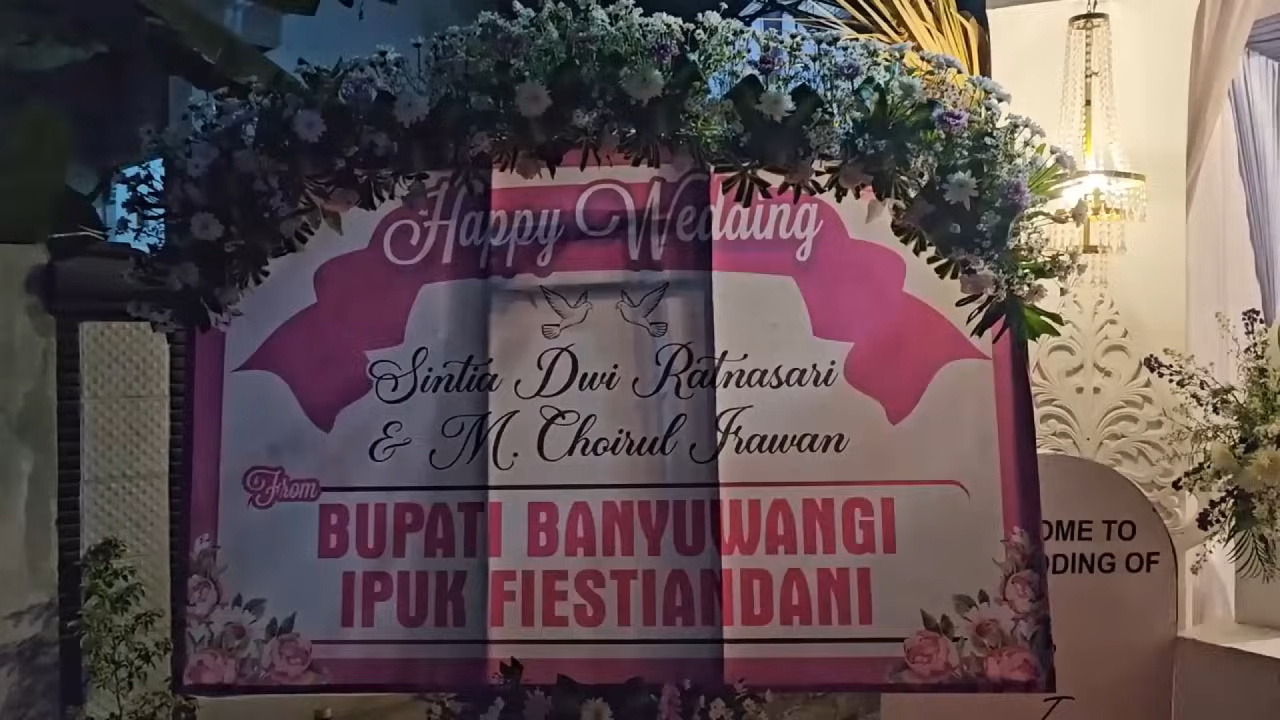 Happy Wedding
Sintia Dwi Ratnasari
& M. Choirul Irawan
From
BUPATI BANYUWANGI
IPUK FIESTIANDANI
OME TO
DDING OF